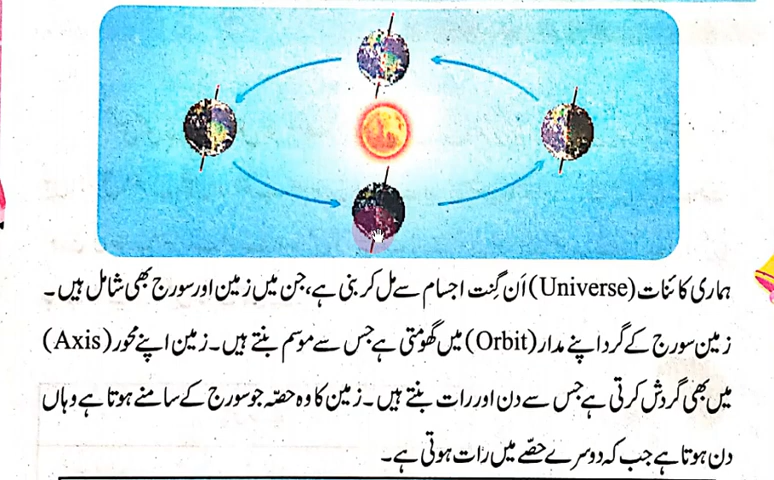 ہماری کائنات (Universe) اَن گِنت اجسام سے مل کر بنی ہے، جن میں زمین اور سورج بھی شامل ہیں۔
زمین سورج کے گرد اپنے مدار (Orbit) میں گھومتی ہے جس سے موسم بنتے ہیں۔ زمین اپنے محور (Axis)
میں بھی گردش کرتی ہے جس سے دن اور رات بنتے ہیں۔ زمین کا وہ حصّہ جو سورج کے سامنے ہوتا ہے وہاں
دن ہوتا ہے جب کہ دوسرے حصّے میں رات ہوتی ہے۔